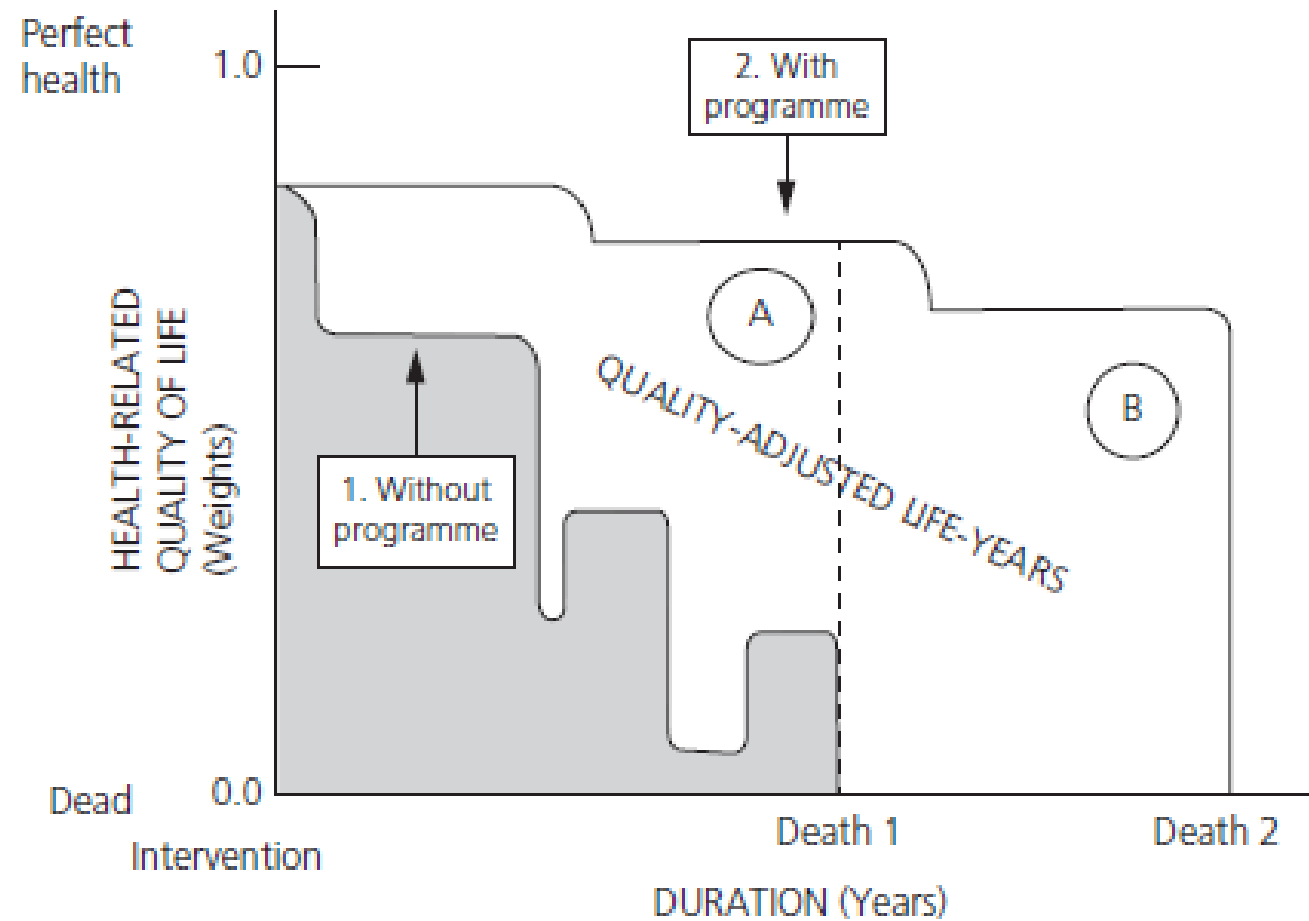 Perfect
health
1.0
2. With
programme
A
QUALITY-ADJUSTED LIFE-YEARS
B
HEALTH-RELATED
QUALITY OF LIFE
(Weights)
1. Without
programme
Dead
0.0
Intervention
Death 1
Death 2
DURATION (Years)